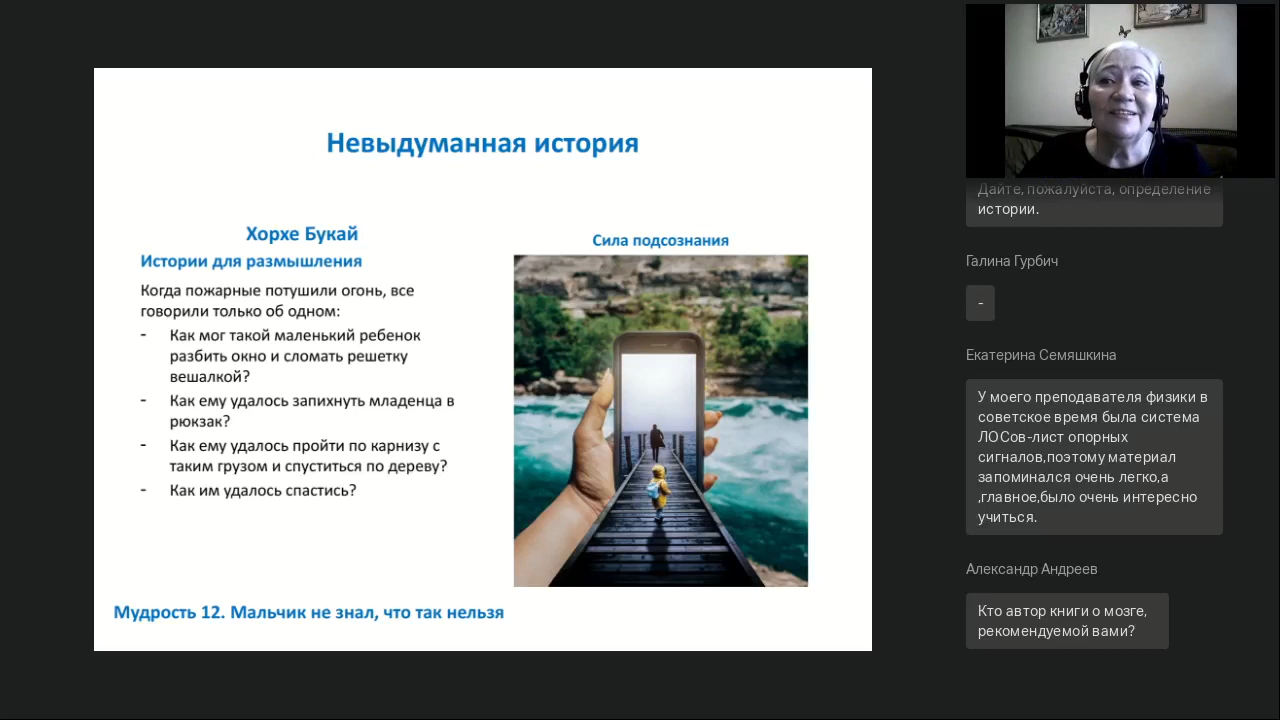 Невыдуманная история
Хорхе Букай
Истории для размышления
Когда пожарные потушили огонь, все
говорили только об одном:
- Как мог такой маленький ребенок
разбить окно и сломать решетку
вешалкой?
- Как ему удалось запихнуть младенца в
рюкзак?
- Как ему удалось пройти по карнизу с
таким грузом и спуститься по дереву?
- Как им удалось спастись?
Сила подсознания
Мудрость 12. Мальчик не знал, что так нельзя
Дайте, пожалуйста, определение
истории.
Галина Гурбич
-
Екатерина Семяшкина
У моего преподавателя физики в
советское время была система
ЛОСов-лист опорных
сигналов,поэтому материал
запоминался очень легко,а
,главное,было очень интересно
учиться.
Александр Андреев
Кто автор книги о мозге,
рекомендуемой вами?